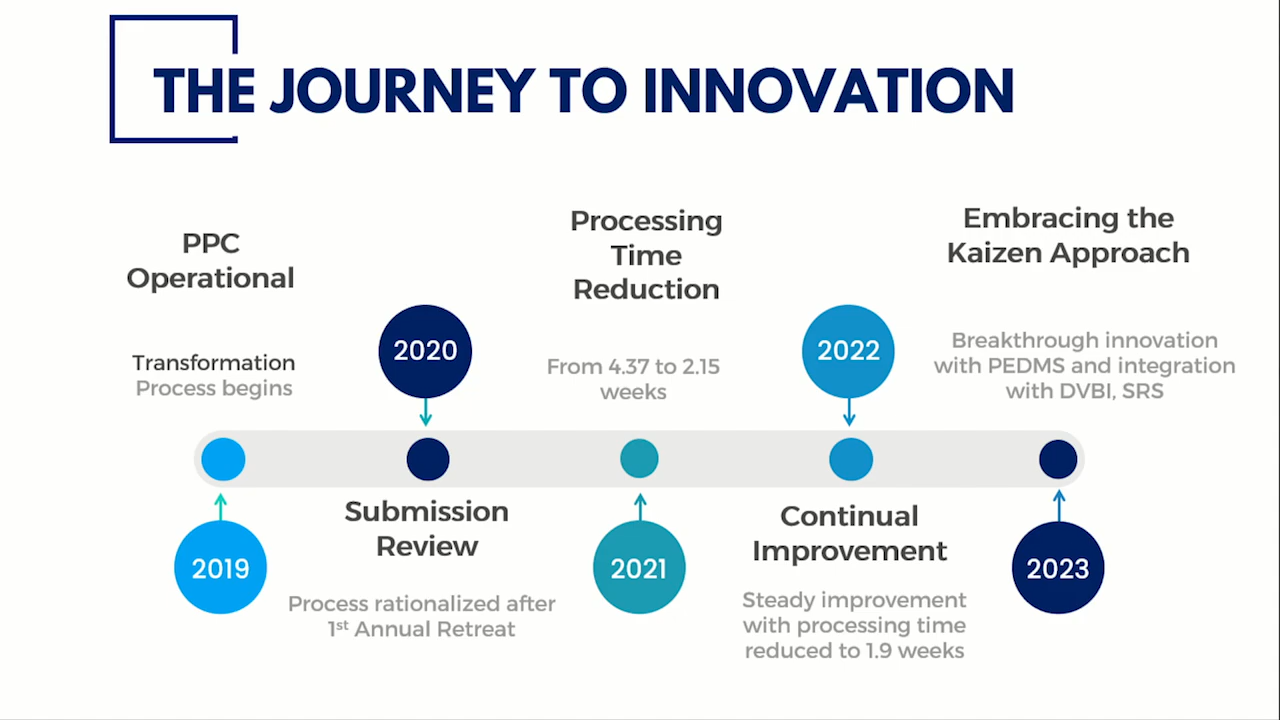 THE JOURNEY TO INNOVATION
PPC
Operational
Transformation
Process begins
2019
2020
Submission
Review
Process rationalized after
1st Annual Retreat
Processing
Time
Reduction
From 4.37 to 2.15
weeks
2021
2022
Continual
Improvement
Steady improvement
with processing time
reduced to 1.9 weeks
Embracing the
Kaizen Approach
Breakthrough innovation
with PEDMS and integration
with DVBI, SRS
2023